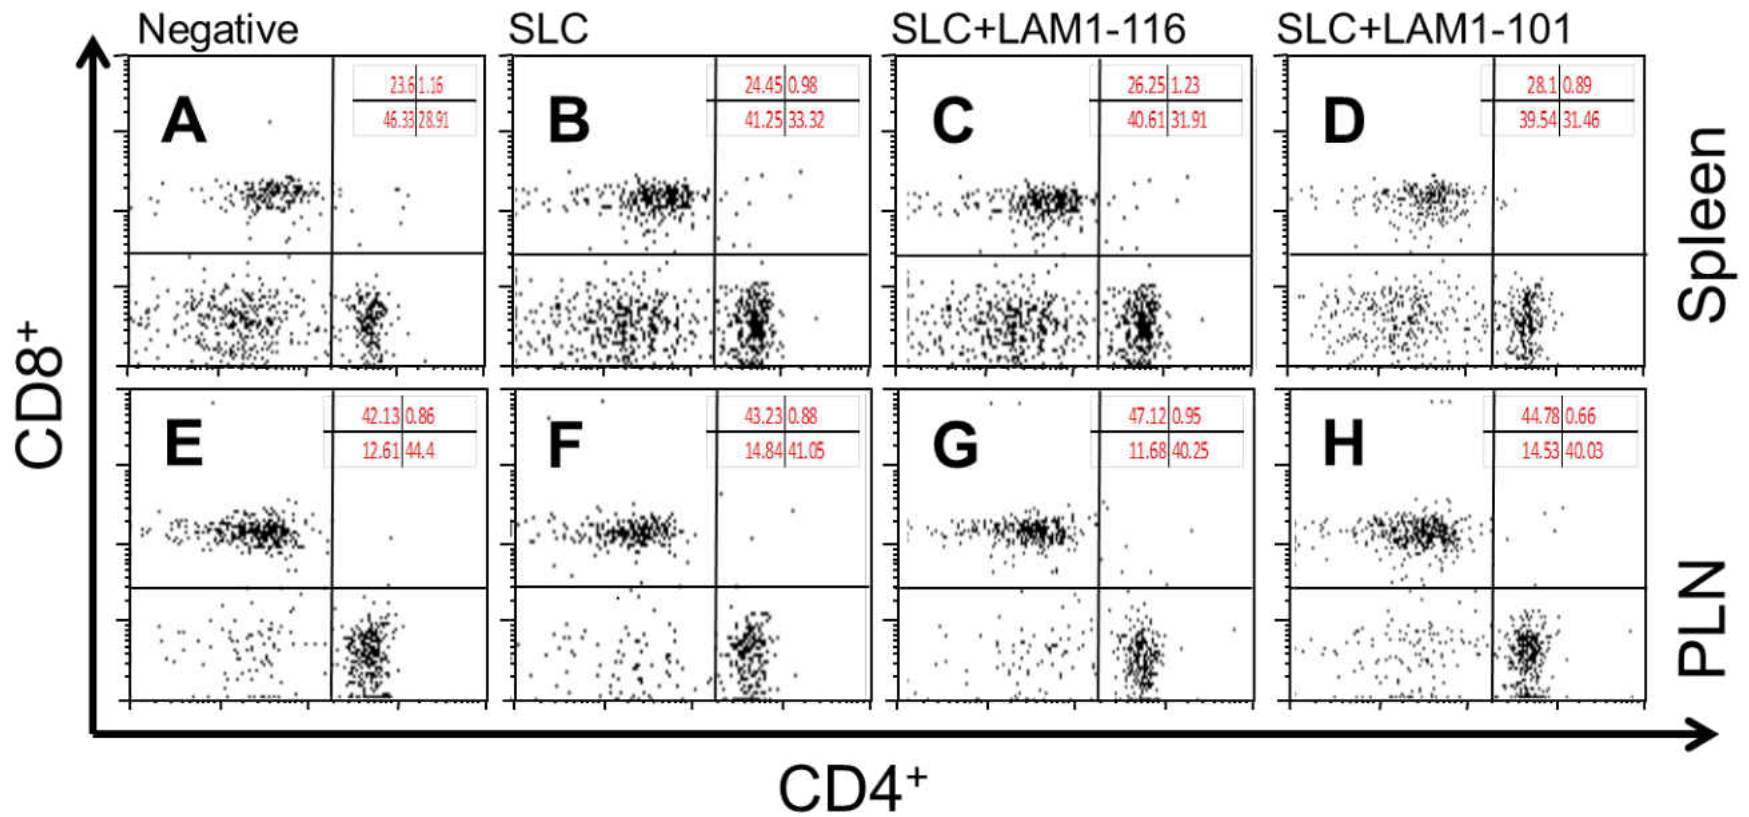 Negative SLC SLC+LAM1-116 SLC+LAM1-101
A 23.6 1.16
46.33 28.91
B 24.45 0.98
41.25 33.32
C 26.25 1.23
40.61 31.91
D 28.1 0.89
39.54 31.46
Spleen
E 42.13 0.86
12.61 44.4
F 43.23 0.88
14.84 41.05
G 47.12 0.95
11.68 40.25
H 44.78 0.66
14.53 40.03
PLN
CD8⁺
CD4⁺